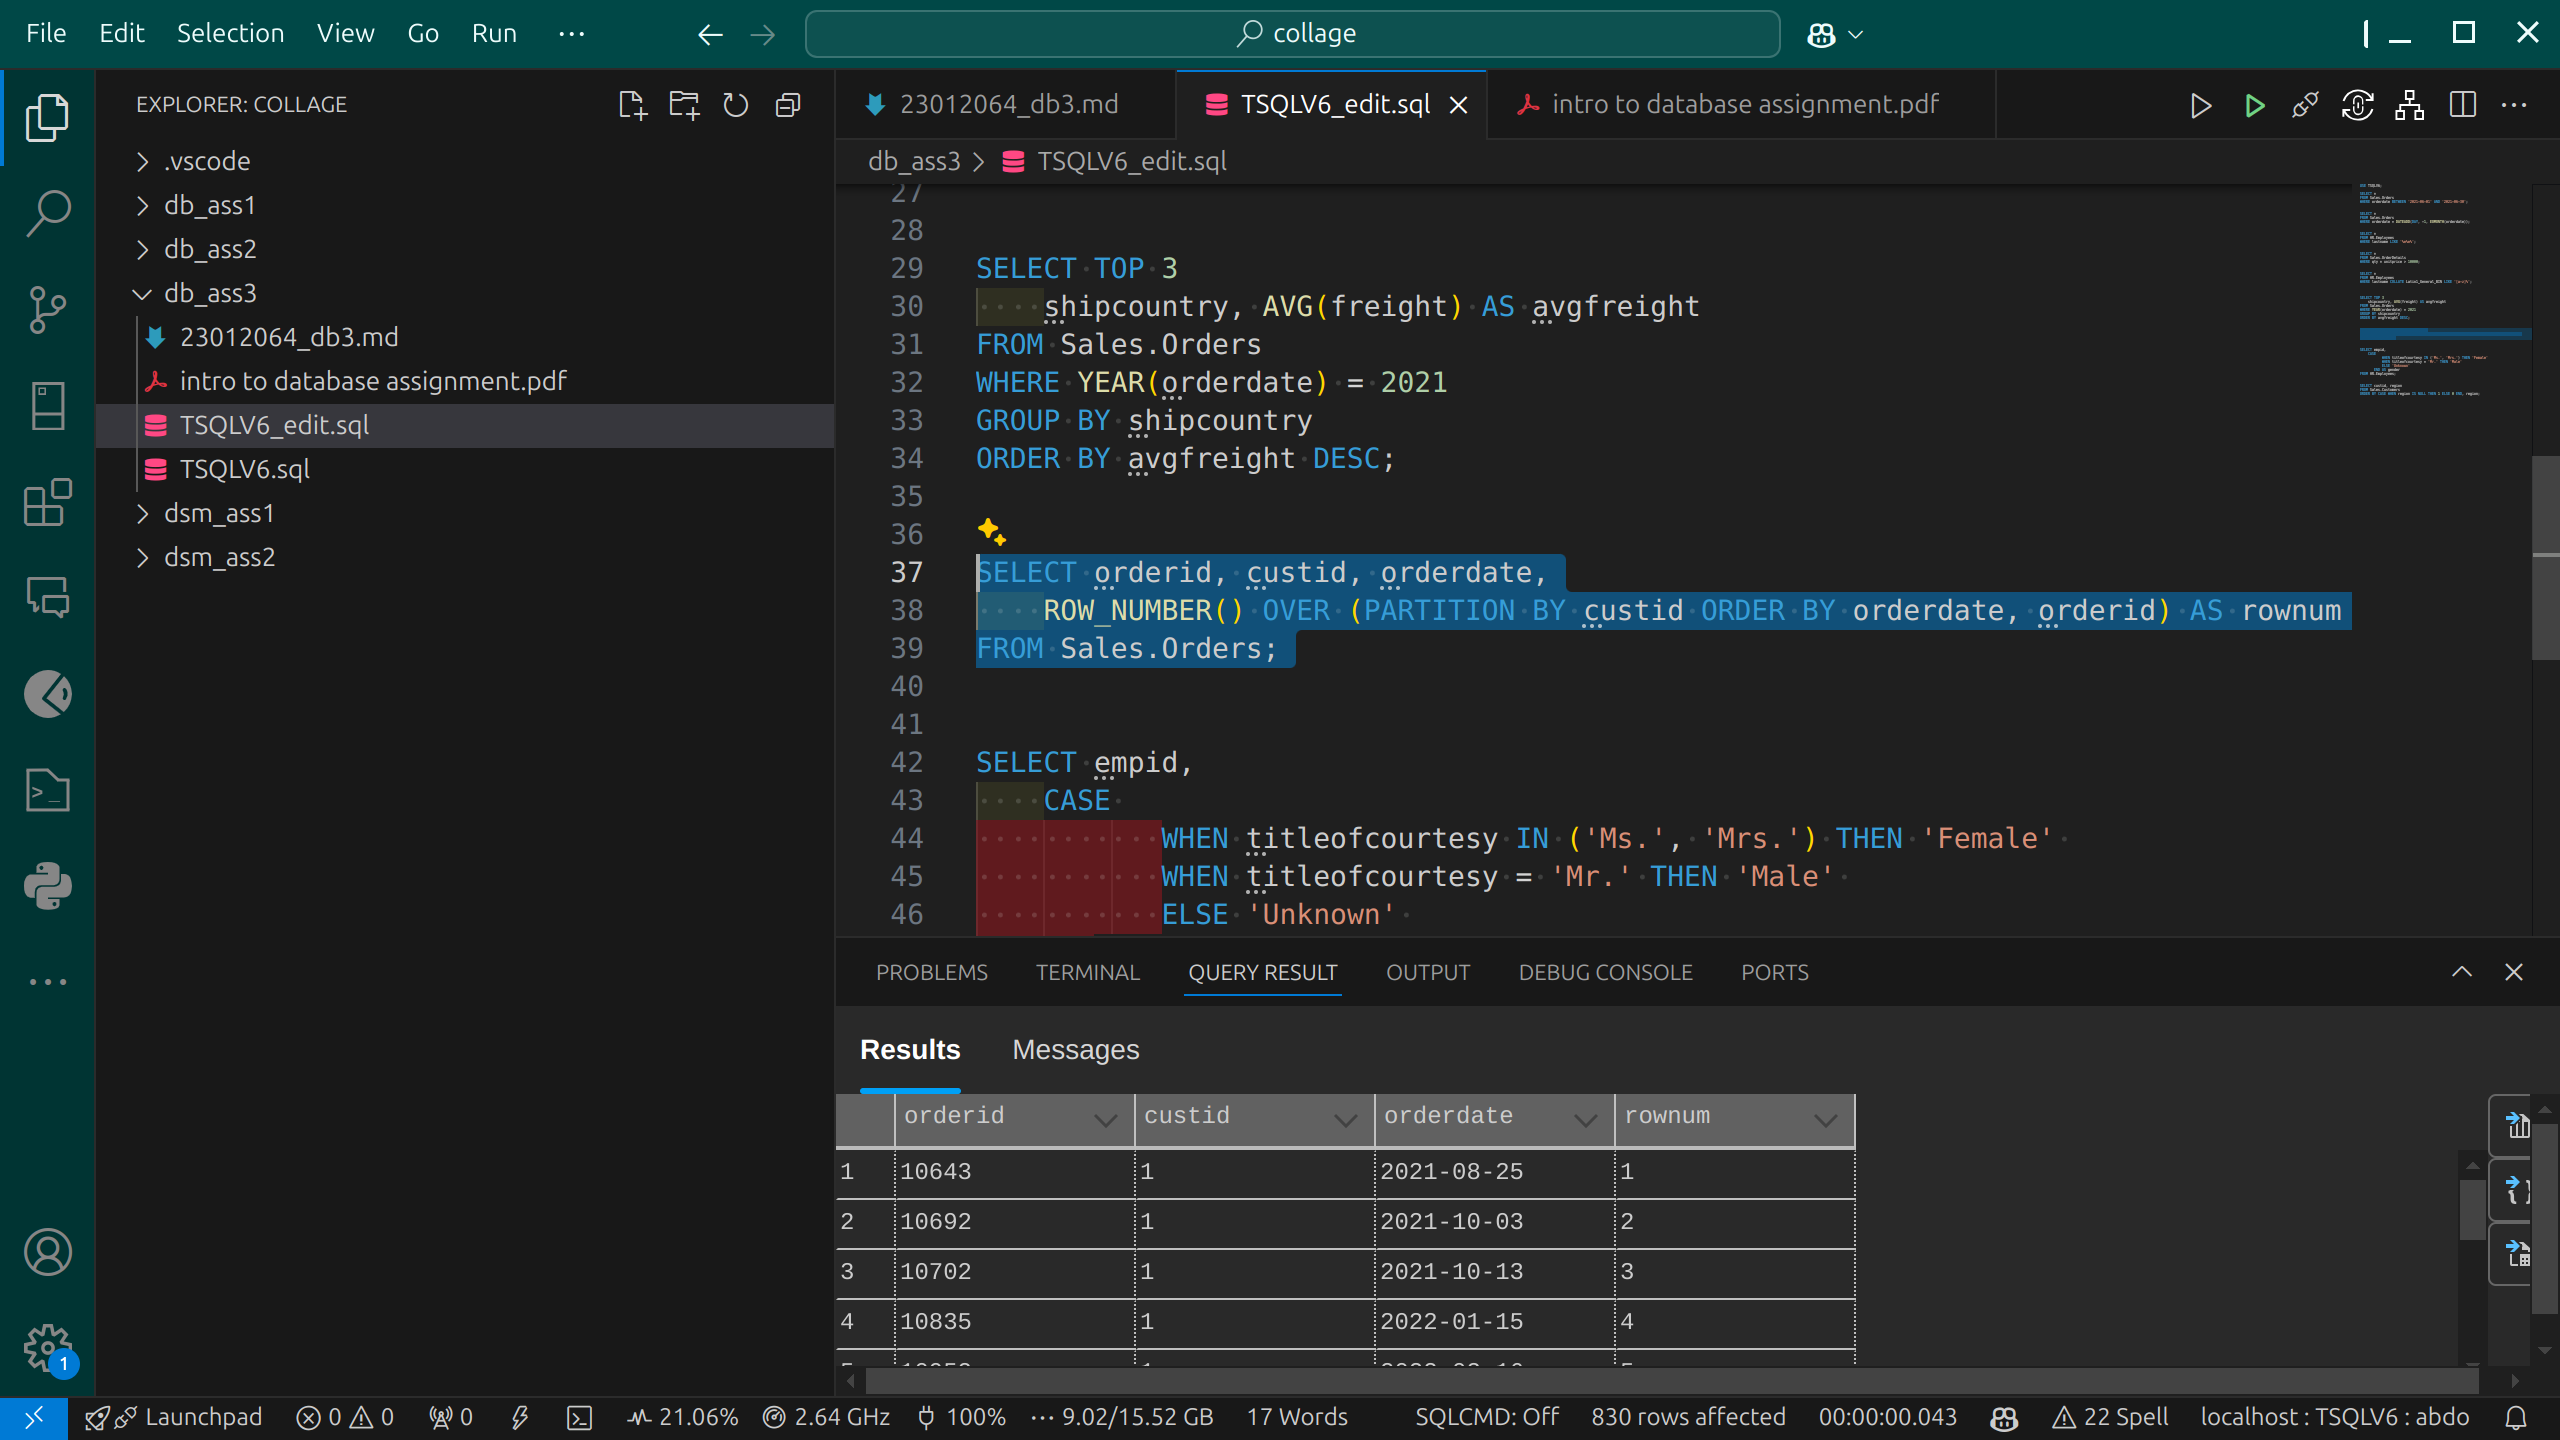 File Edit Selection View Go Run ··· collage
EXPLORER: COLLAGE
.vscode
db_ass1
db_ass2
db_ass3
23012064_db3.md
intro to database assignment.pdf
TSQLV6_edit.sql
TSQLV6.sql
dsm_ass1
dsm_ass2
1
23012064_db3.md TSQLV6_edit.sql intro to database assignment.pdf
db_ass3 > TSQLV6_edit.sql
27
28
29 SELECT TOP 3
30 shipcountry, AVG(freight) AS avgfreight
31 FROM Sales.Orders
32 WHERE YEAR(orderdate) = 2021
33 GROUP BY shipcountry
34 ORDER BY avgfreight DESC;
35
36
37 SELECT orderid, custid, orderdate,
38 ROW_NUMBER() OVER (PARTITION BY custid ORDER BY orderdate, orderid) AS rownum
39 FROM Sales.Orders;
40
41
42 SELECT empid,
43 CASE
44 WHEN titleofcourtesy IN ('Ms.', 'Mrs.') THEN 'Female'
45 WHEN titleofcourtesy = 'Mr.' THEN 'Male'
46 ELSE 'Unknown'
PROBLEMS TERMINAL QUERY RESULT OUTPUT DEBUG CONSOLE PORTS
Results Messages
orderid custid orderdate rownum
1 10643 1 2021-08-25 1
2 10692 1 2021-10-03 2
3 10702 1 2021-10-13 3
4 10835 1 2022-01-15 4
Launchpad 0 0 0 21.06% 2.64 GHz 100% ··· 9.02/15.52 GB 17 Words SQLCMD: Off 830 rows affected 00:00:00.043 22 Spell localhost : TSQLV6 : abdo